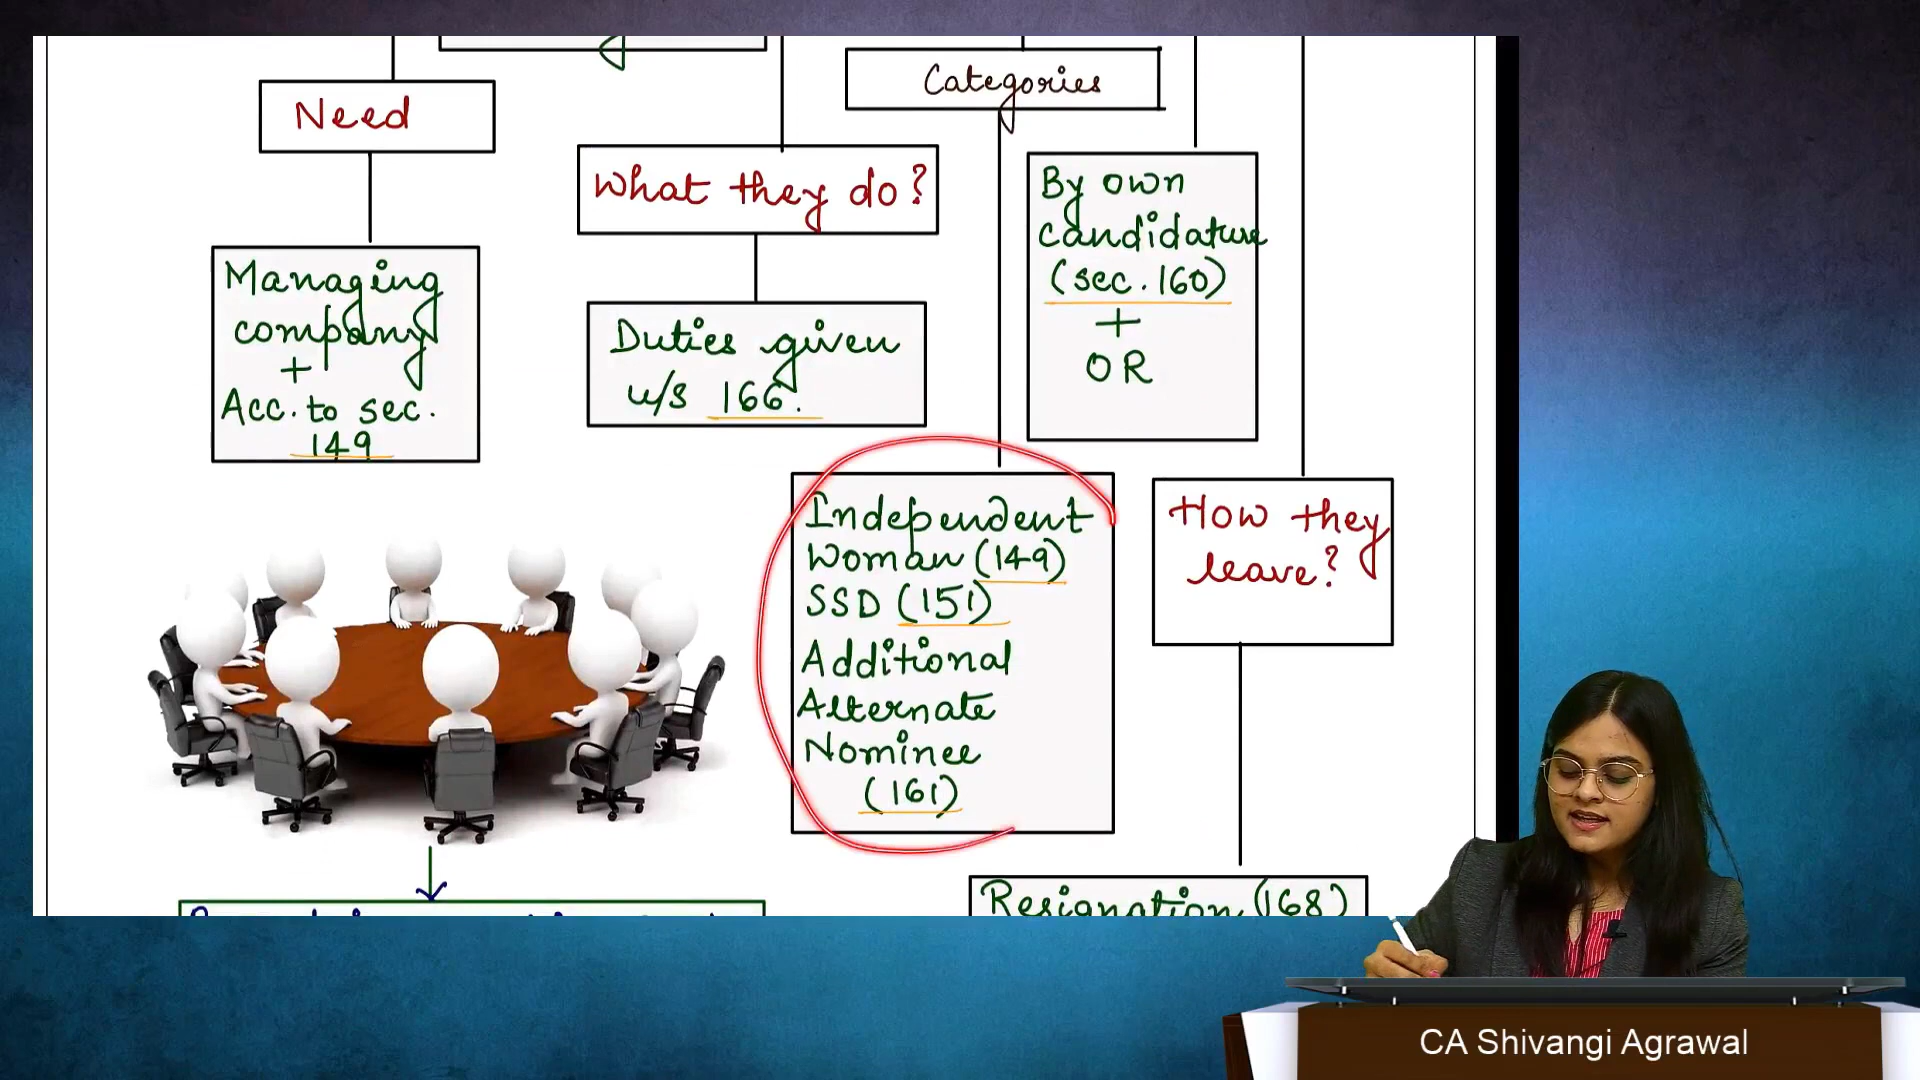 Need
Managing
company
+
Acc. to sec.
149
What they do?
Duties given
u/s 166.
Categories
Independent
Woman (149)
SSD (151)
Additional
Alternate
Nominee
(161)
By own
candidature
(sec. 160)
+
OR
How they
leave?
Resignation (168)
CA Shivangi Agrawal